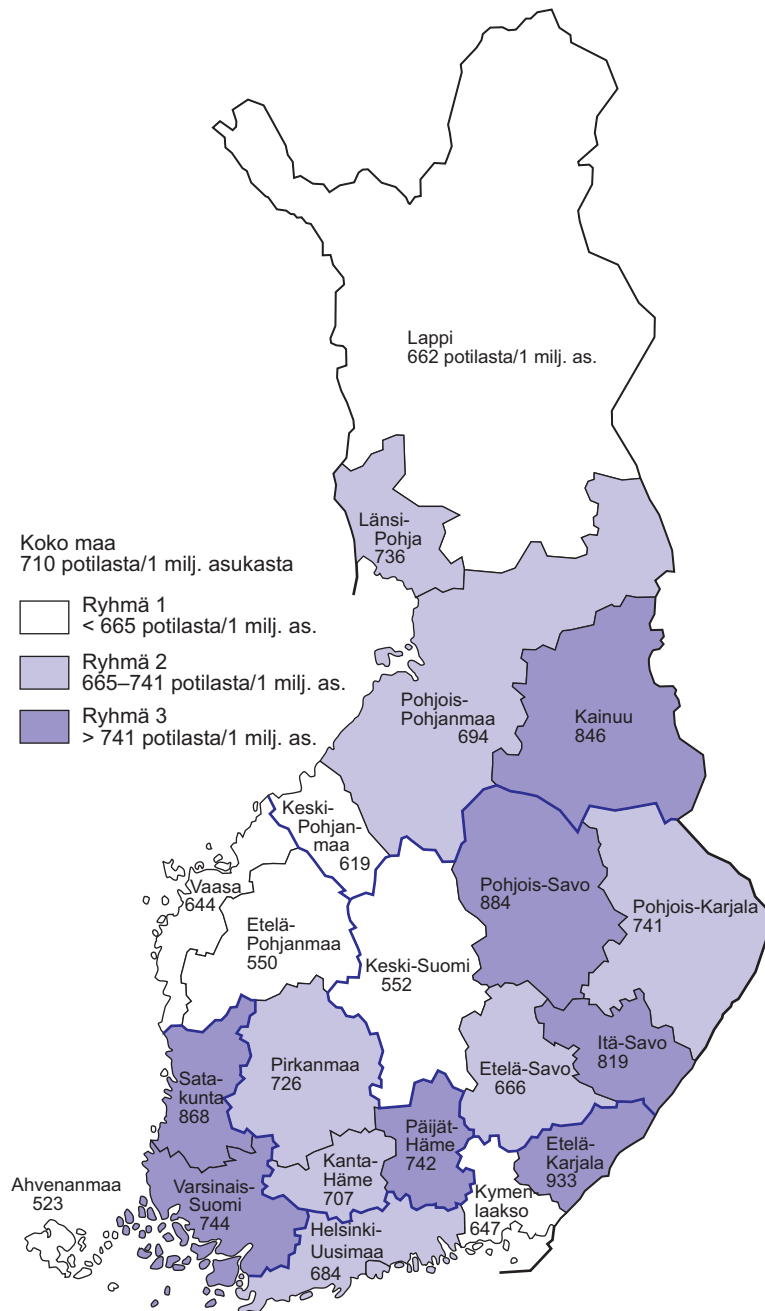 Lappi
662 potilasta/1 milj. as.
Länsi-
Pohja
736
Koko maa
710 potilasta/1 milj. asukasta
Ryhmä 1
< 665 potilasta/1 milj. as.
Ryhmä 2
665–741 potilasta/1 milj. as.
Ryhmä 3
> 741 potilasta/1 milj. as.
Pohjois-
Pohjanmaa
694
Kainuu
846
Keski-
Pohjan-
maa
619
Vaasa
644
Etelä-
Pohjanmaa
550
Keski-Suomi
552
Pohjois-Savo
884
Pohjois-Karjala
741
Itä-Savo
819
Etelä-Savo
666
Pirkanmaa
726
Sata-
kunta
868
Päijät-
Häme
742
Etelä-
Karjala
933
Kanta-
Häme
707
Kymen-
laakso
647
Ahvenanmaa
523
Varsinais-
Suomi
744
Helsinki-
Uusimaa
684